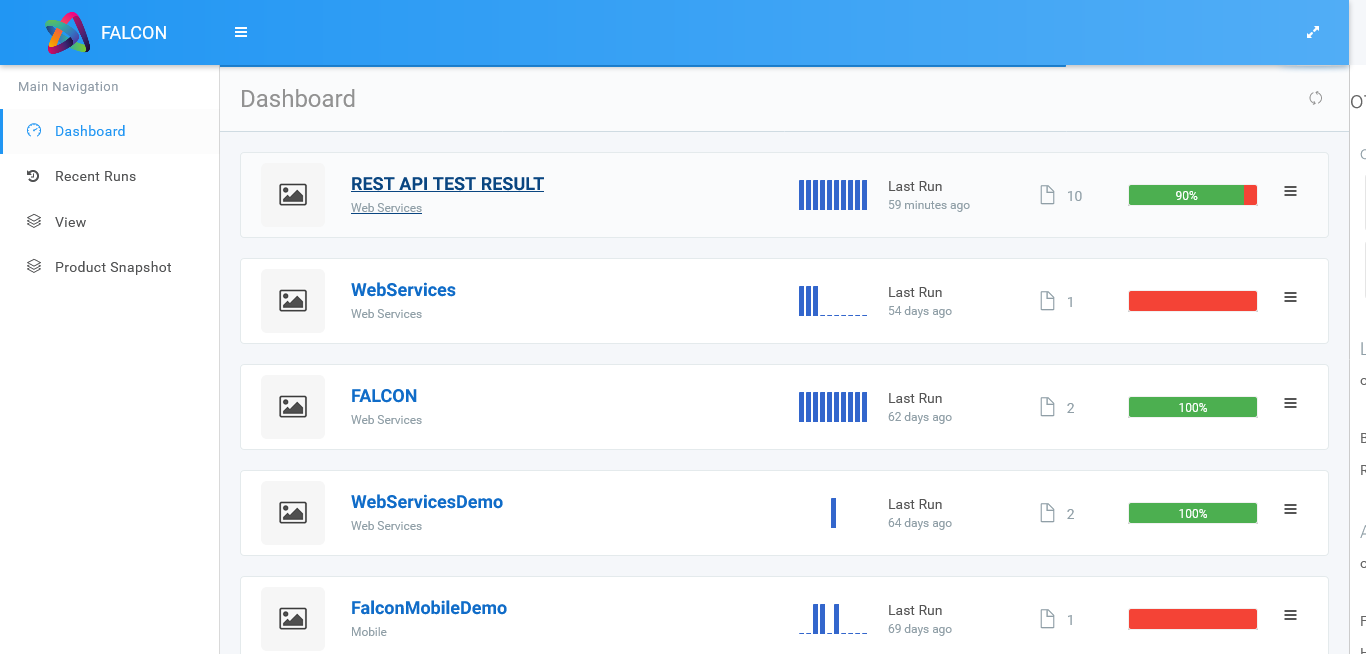 FALCON
Main Navigation
Dashboard
Recent Runs
View
Product Snapshot
Dashboard
REST API TEST RESULT
Web Services
Last Run
59 minutes ago
10
90%
WebServices
Web Services
Last Run
54 days ago
1
FALCON
Web Services
Last Run
62 days ago
2
100%
WebServicesDemo
Web Services
Last Run
64 days ago
2
100%
FalconMobileDemo
Mobile
Last Run
69 days ago
1